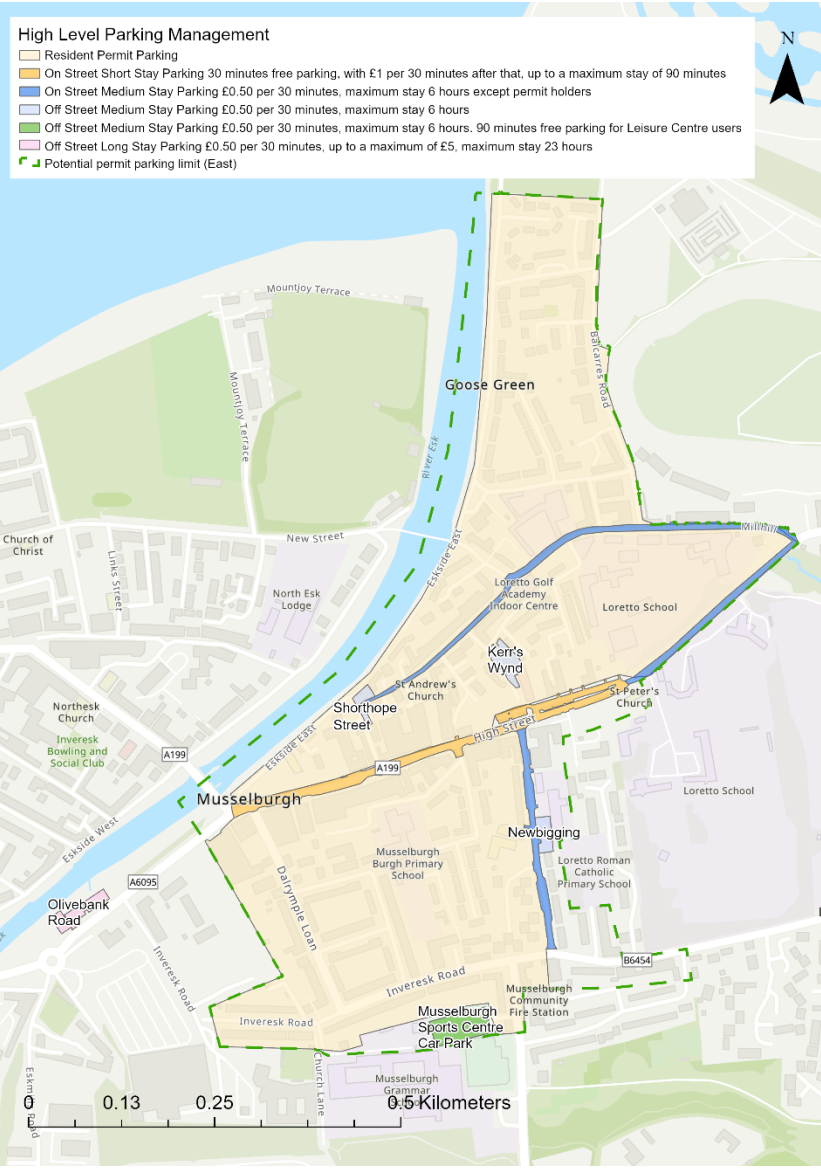 High Level Parking Management
Resident Permit Parking
On Street Short Stay Parking 30 minutes free parking, with £1 per 30 minutes after that, up to a maximum stay of 90 minutes
On Street Medium Stay Parking £0.50 per 30 minutes, maximum stay 6 hours except permit holders
Off Street Medium Stay Parking £0.50 per 30 minutes, maximum stay 6 hours
Off Street Medium Stay Parking £0.50 per 30 minutes, maximum stay 6 hours. 90 minutes free parking for Leisure Centre users
Off Street Long Stay Parking £0.50 per 30 minutes, up to a maximum of £5, maximum stay 23 hours
Potential permit parking limit (East)
N
Mountjoy Terrace
Mountjoy Terrace
Balcarres Road
Goose Green
River Esk
Church of
Christ
Links Street
New Street
Eskside East
Millhill
North Esk
Lodge
Loretto Golf
Academy
Indoor Centre
Loretto School
Kerr's
Wynd
St Andrew's
Church
St Peter's
Church
Shorthope
Street
Northesk
Church
Inveresk
Bowling and
Social Club
A199
Eskside East
High Street
A199
Loretto School
Musselburgh
Eskside West
Newbigging
Musselburgh
Burgh Primary
School
Loretto Roman
Catholic
Primary School
A6095
Dalrymple Loan
Olivebank
Road
Inveresk Road
B6454
Inveresk Road
Musselburgh
Community
Fire Station
Inveresk Road
Musselburgh
Sports Centre
Car Park
Church Lane
Musselburgh
Grammar
School
0
0.13
0.25
0.5 Kilometers